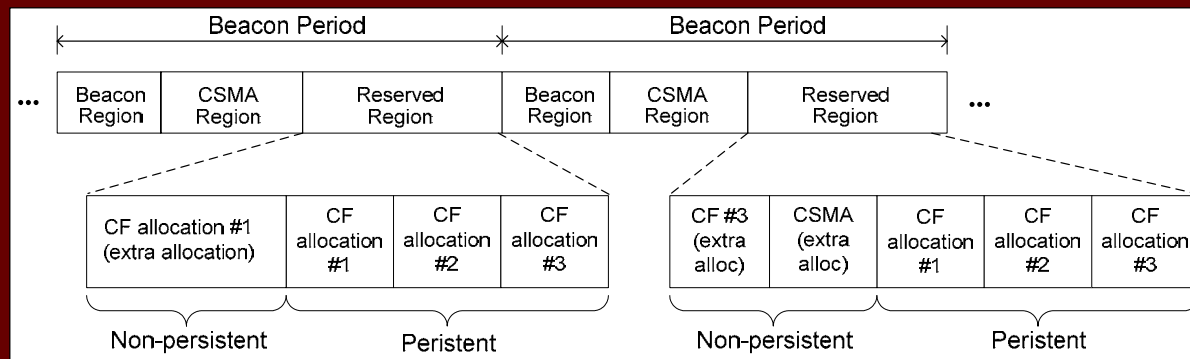 Beacon Period
Beacon Period
...
Beacon
Region
CSMA
Region
Reserved
Region
Beacon
Region
CSMA
Region
Reserved
Region
...
CF allocation #1
(extra allocation)
CF
allocation
#1
CF
allocation
#2
CF
allocation
#3
CF #3
(extra
alloc)
CSMA
(extra
alloc)
CF
allocation
#1
CF
allocation
#2
CF
allocation
#3
Non-persistent
Peristent
Non-persistent
Peristent